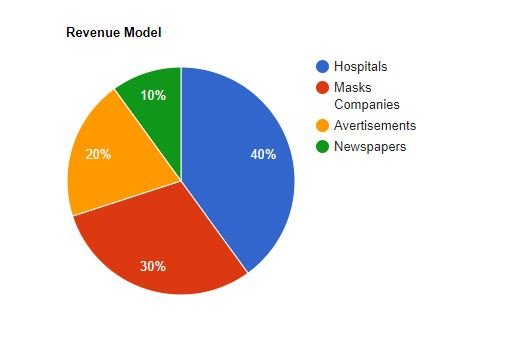 Revenue Model
Hospitals
Masks
Companies
Avertisements
Newspapers
10%
40%
20%
30%